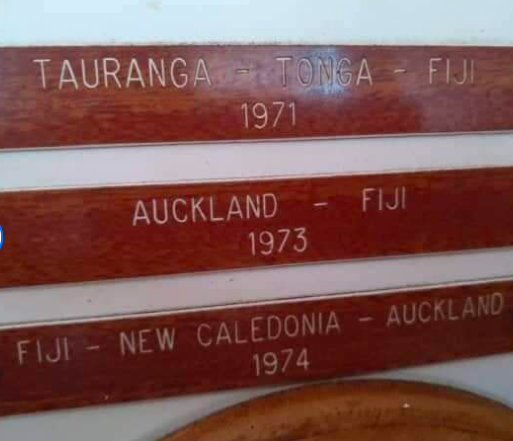 TAURANGA - TONGA - FIJI
1971
AUCKLAND - FIJI
1973
FIJI - NEW CALEDONIA - AUCKLAND
1974